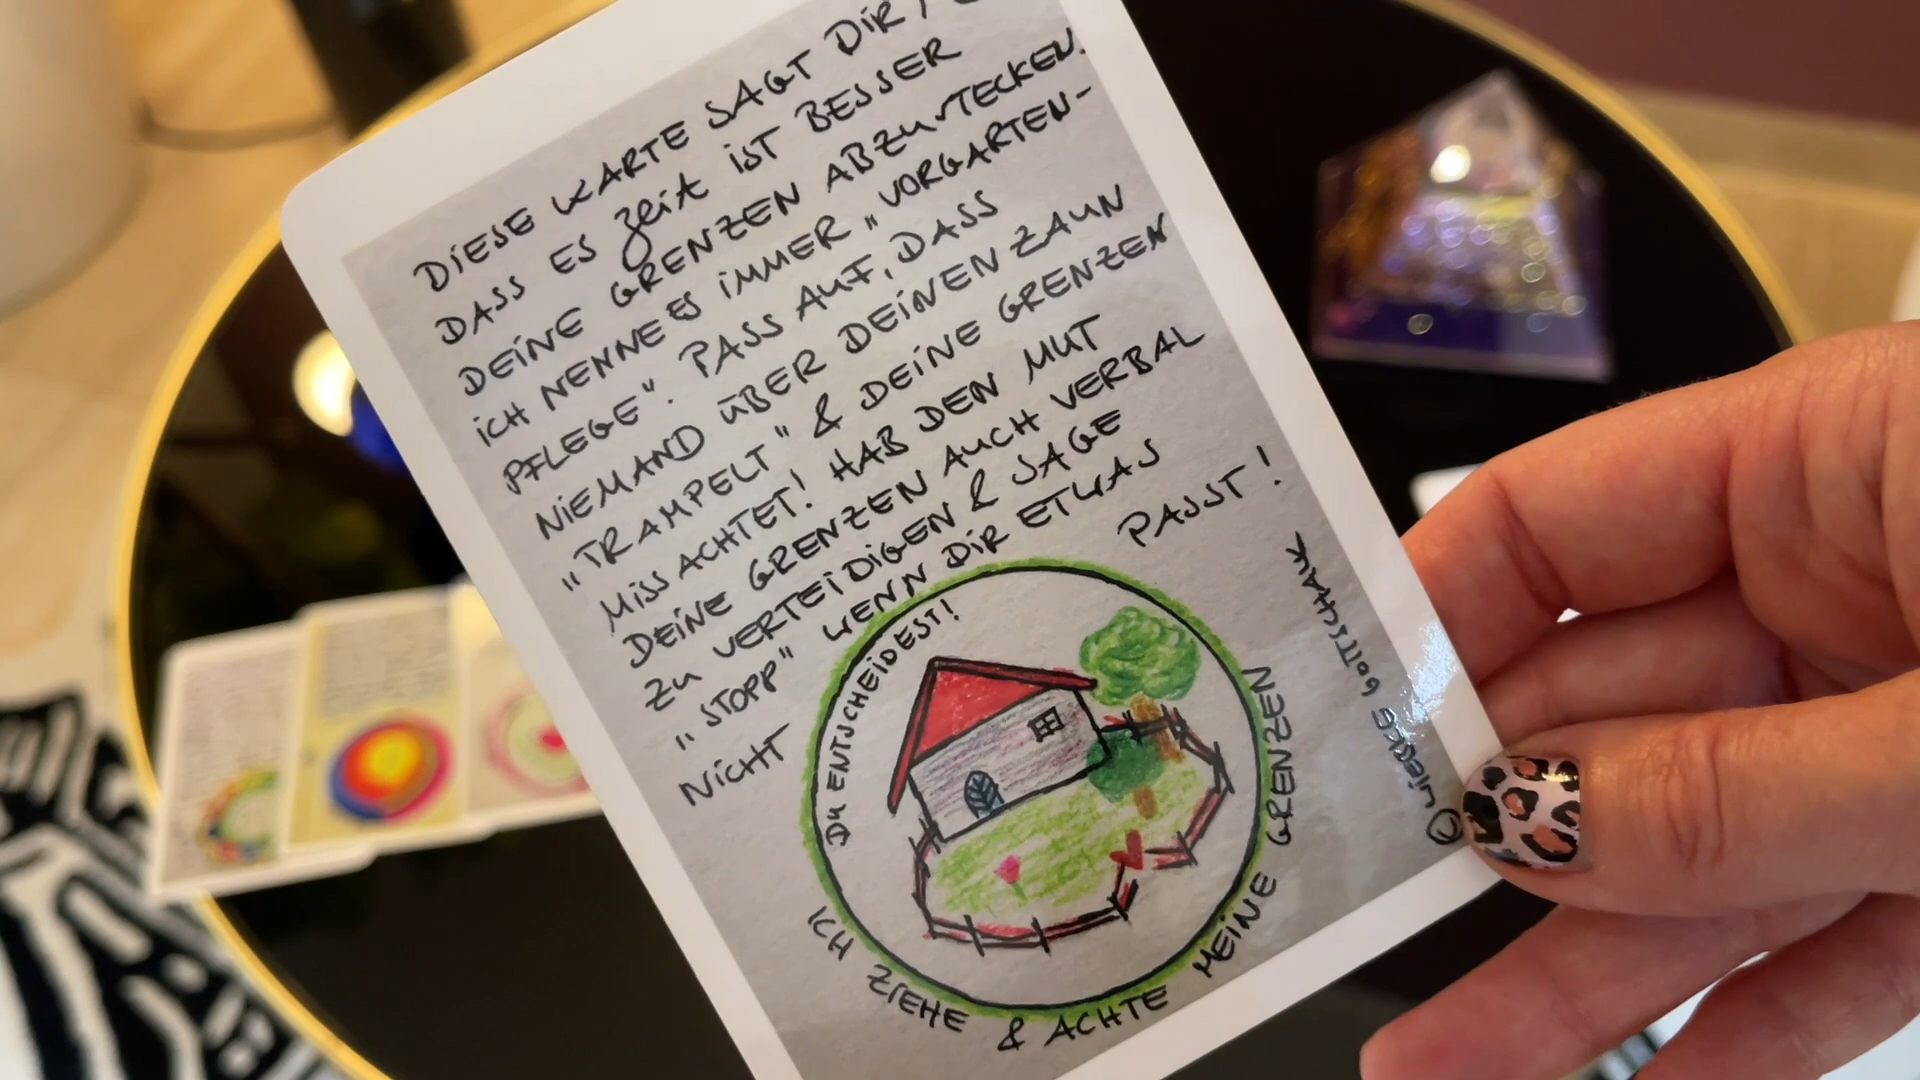 DIESE KARTE SAGT DIR,
DASS ES Zeit IST BESSER
DEINE GRENZEN ABZUSTECKEN.
ICH NENNE ES IMMER „VORGARTEN-
PFLEGE". PASS AUF, DASS
NIEMAND ÜBER DEINEN ZAUN
„TRAMPELT" & DEINE GRENZEN
MISSACHTET! HAB DEN MUT
DEINE GRENZEN AUCH VERBAL
ZU VERTEIDIGEN & SAGE
„STOPP" WENN DIR ETWAS
NICHT PASST!
DU ENTSCHEIDEST!
ICH ZIEHE & ACHTE MEINE GRENZEN
© WIEBKE GOTTSCHALK